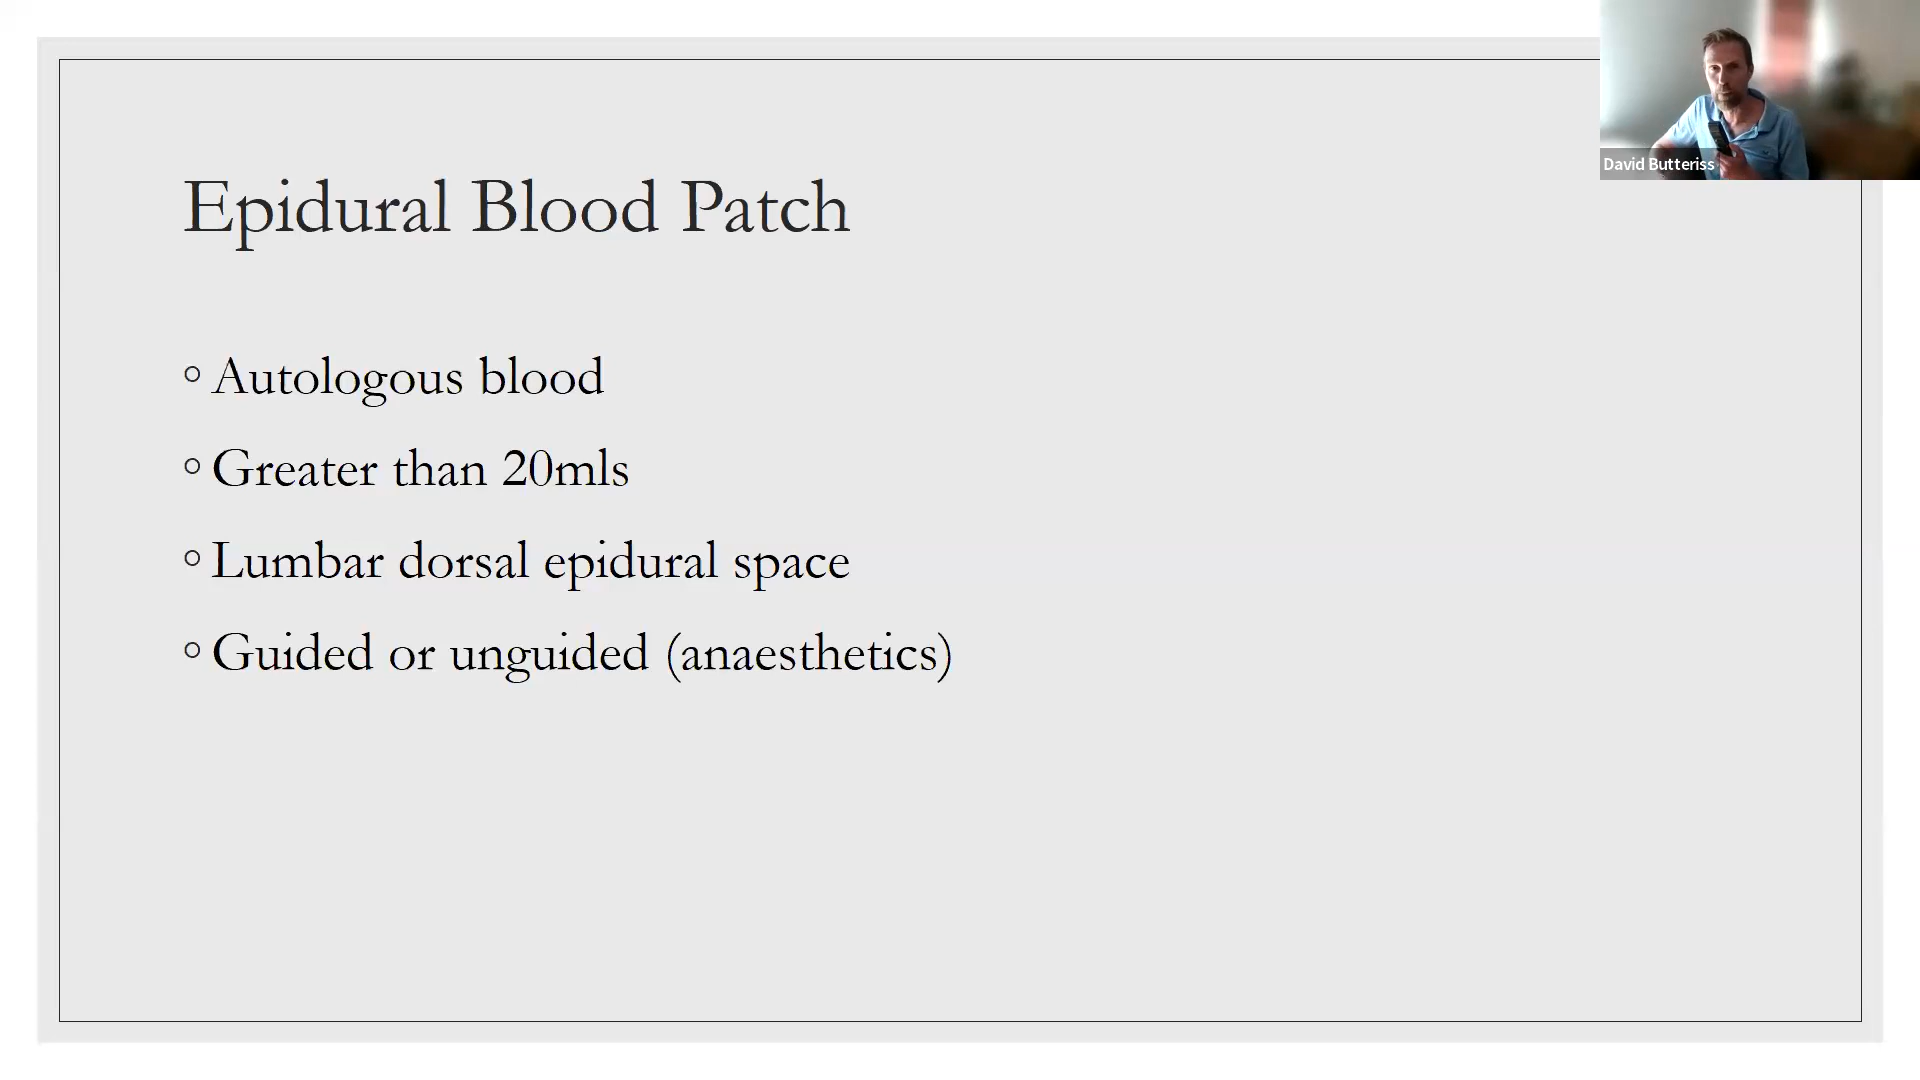 David Butteriss
Epidural Blood Patch
Autologous blood
Greater than 20mls
Lumbar dorsal epidural space
Guided or unguided (anaesthetics)